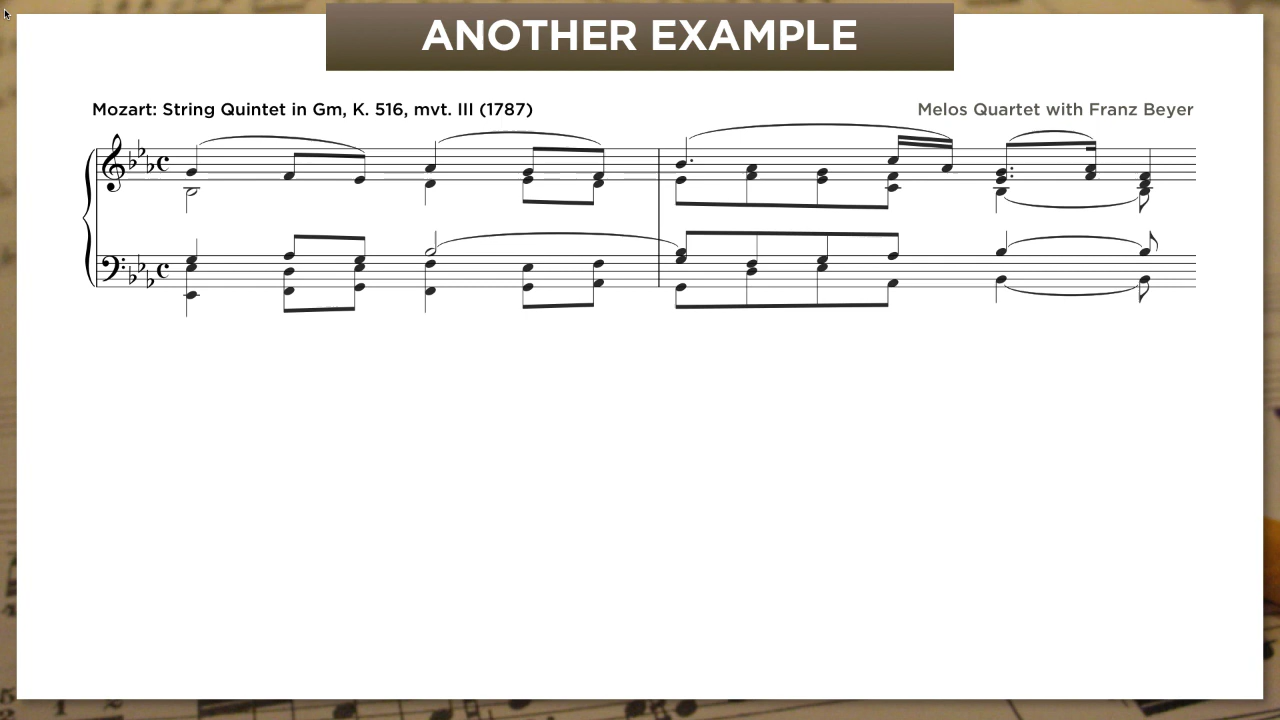 ANOTHER EXAMPLE
Mozart: String Quintet in Gm, K. 516, mvt. III (1787)
Melos Quartet with Franz Beyer